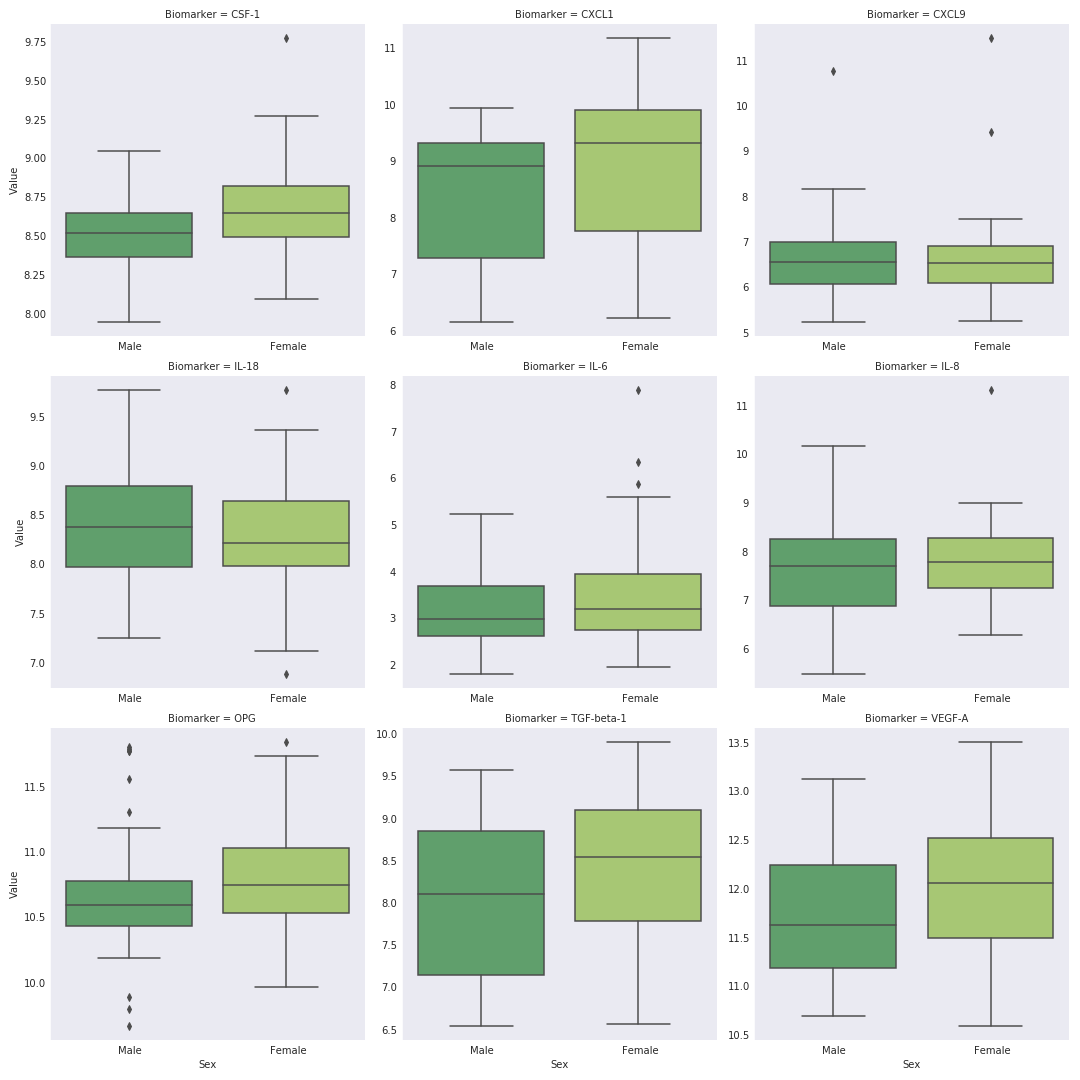 Biomarker = CSF-1
Biomarker = CXCL1
Biomarker = CXCL9
Value
9.75
9.50
9.25
9.00
8.75
8.50
8.25
8.00
Male
Female
11
10
9
8
7
6
Male
Female
11
10
9
8
7
6
5
Male
Female
Biomarker = IL-18
Biomarker = IL-6
Biomarker = IL-8
Value
9.5
9.0
8.5
8.0
7.5
7.0
Male
Female
8
7
6
5
4
3
2
Male
Female
11
10
9
8
7
6
Male
Female
Biomarker = OPG
Biomarker = TGF-beta-1
Biomarker = VEGF-A
Value
11.5
11.0
10.5
10.0
Male
Female
Sex
10.0
9.5
9.0
8.5
8.0
7.5
7.0
6.5
Male
Female
Sex
13.5
13.0
12.5
12.0
11.5
11.0
10.5
Male
Female
Sex